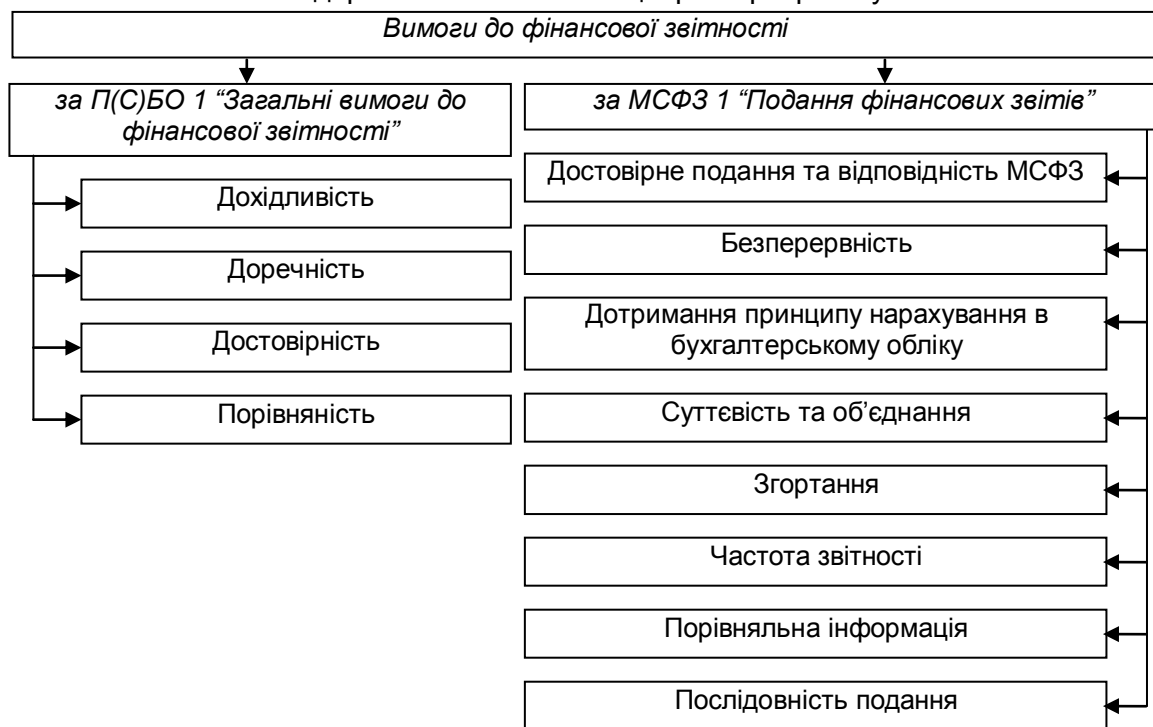 Вимоги до фінансової звітності
за П(С)БО 1 “Загальні вимоги до
фінансової звітності”
за МСФЗ 1 “Подання фінансових звітів”
Дохідливість
Доречність
Достовірність
Порівняність
Достовірне подання та відповідність МСФЗ
Безперервність
Дотримання принципу нарахування в
бухгалтерському обліку
Суттєвість та об’єднання
Згортання
Частота звітності
Порівняльна інформація
Послідовність подання